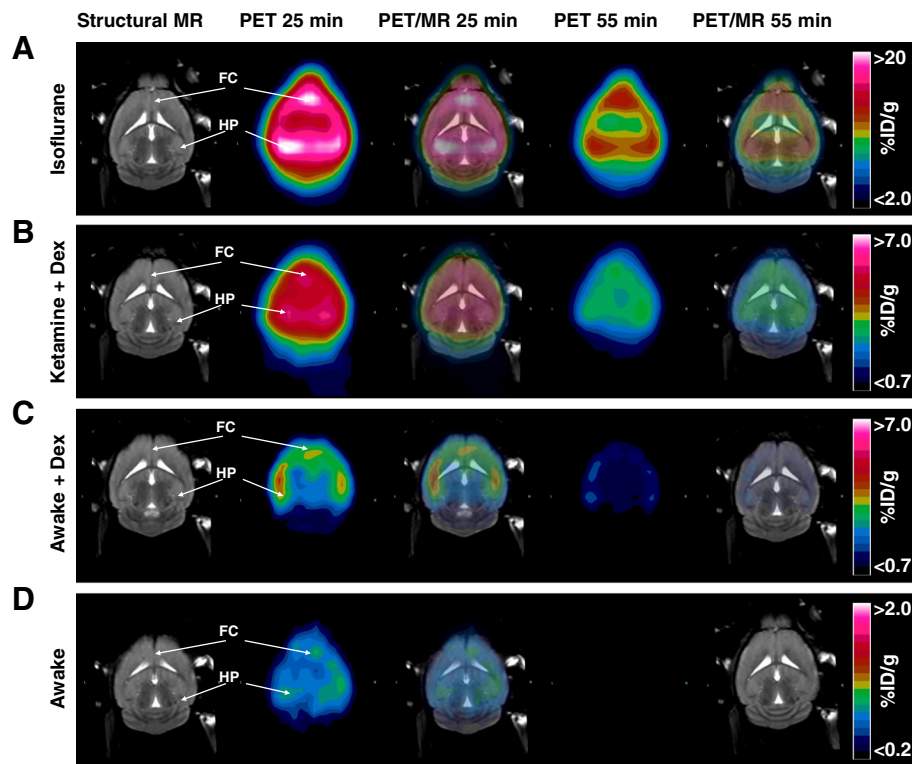 Structural MR PET 25 min PET/MR 25 min PET 55 min PET/MR 55 min
A
Isoflurane
FC
HP
>20
%ID/g
<2.0
B
Ketamine + Dex
FC
HP
>7.0
%ID/g
<0.7
C
Awake + Dex
FC
HP
>7.0
%ID/g
<0.7
D
Awake
FC
HP
>2.0
%ID/g
<0.2